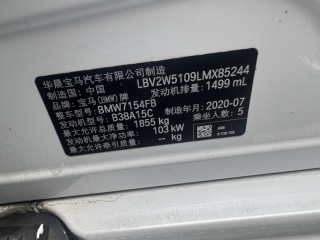 华晨宝马汽车有限公司制造
制造国：中国 LBV2W5109LMX85244
品牌：宝马(BMW)牌 发动机排量：1499 mL
整车型号：BMW7154FB
发动机型号：B38A15C 制造年月：2020-07
最大允许总质量：1855 kg 乘坐人数：5
发动机最大净功率：103 kW
最大允许牵引质量：— kg